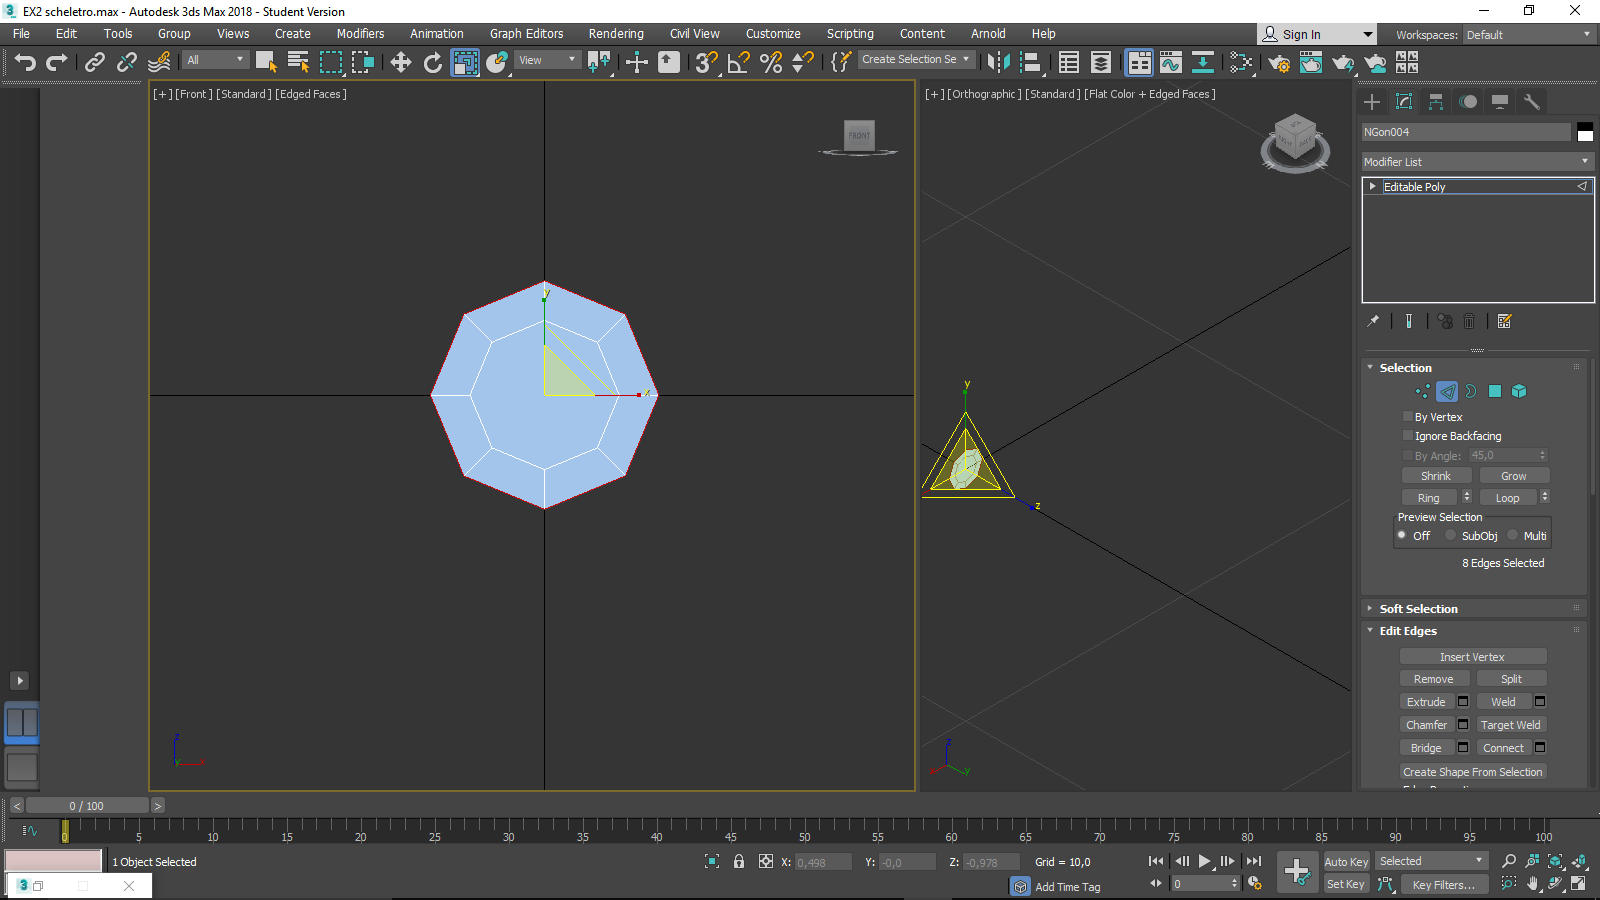 EX2 scheletro.max - Autodesk 3ds Max 2018 - Student Version
File Edit Tools Group Views Create Modifiers Animation Graph Editors Rendering Civil View Customize Scripting Content Arnold Help Sign In Workspaces: Default
All View Create Selection Se
[+][Front][Standard][Edged Faces]
[+][Orthographic][Standard][Flat Color + Edged Faces]
FRONT
NGon004
Modifier List
Editable Poly
y
x
y
z
Selection
By Vertex
Ignore Backfacing
By Angle: 45,0
Shrink Grow
Ring Loop
Preview Selection
Off SubObj Multi
8 Edges Selected
Soft Selection
Edit Edges
Insert Vertex
Remove Split
Extrude Weld
Chamfer Target Weld
Bridge Connect
Create Shape From Selection
z
z
y
0 / 100
0 5 10 15 20 25 30 35 40 45 50 55 60 65 70 75 80 85 90 95 100
1 Object Selected X: 0,498 Y: -0,0 Z: -0,978 Grid = 10,0 Auto Key Selected
Add Time Tag 0 Set Key Key Filters...